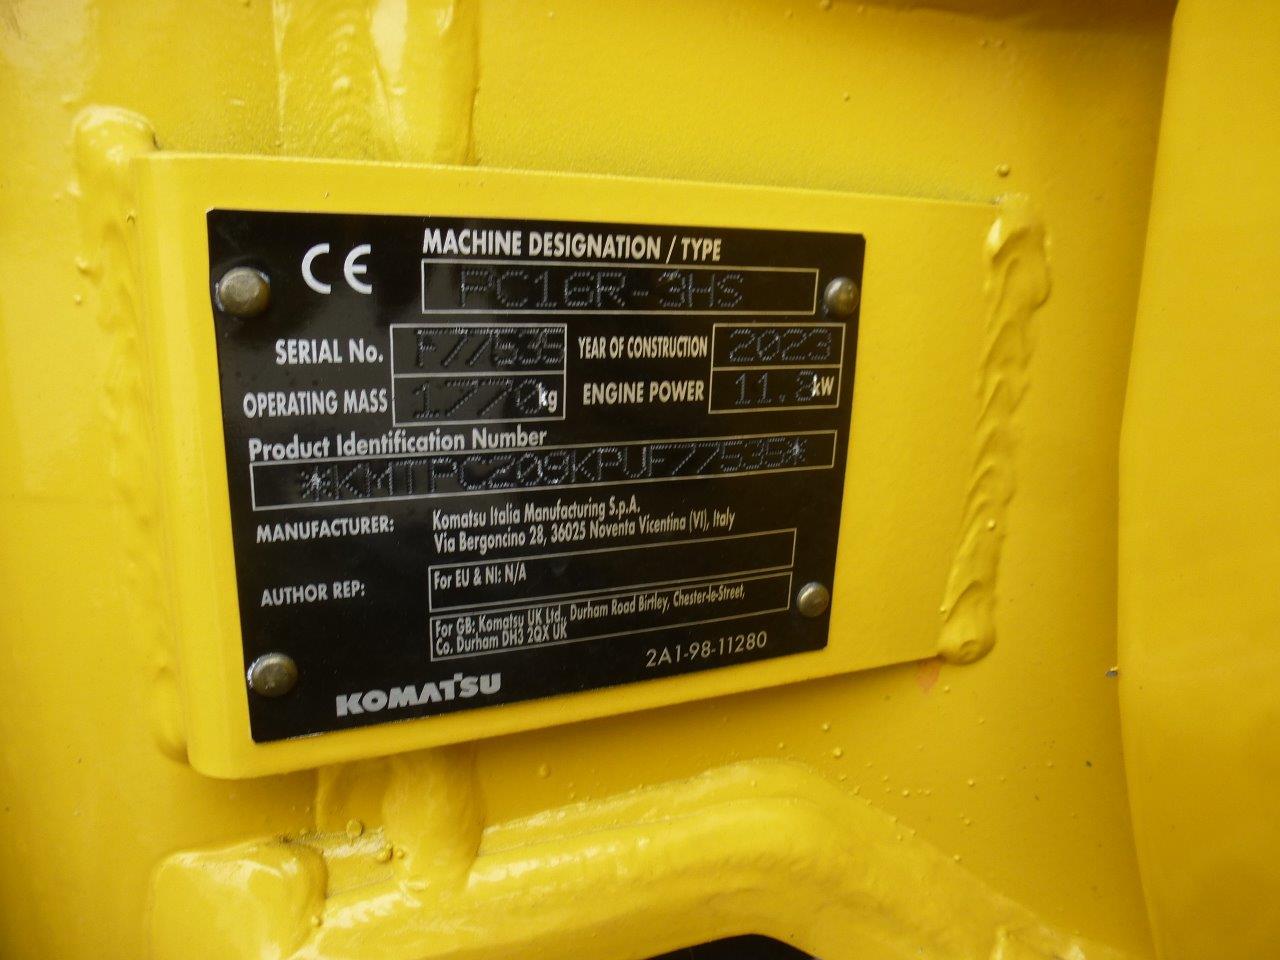 CE
MACHINE DESIGNATION / TYPE
PC16R-3HS
SERIAL No. F77535 YEAR OF CONSTRUCTION 2023
OPERATING MASS 1770 kg ENGINE POWER 11.8 kW
Product Identification Number
*KMTPC209KPUF77535*
MANUFACTURER: Komatsu Italia Manufacturing S.p.A.
Via Bergoncino 28, 36025 Noventa Vicentina (VI), Italy
AUTHOR REP: For EU & NI: N/A
For GB: Komatsu UK Ltd., Durham Road Birtley, Chester-le-Street,
Co. Durham DH3 2QX UK
2A1-98-11280
KOMATSU